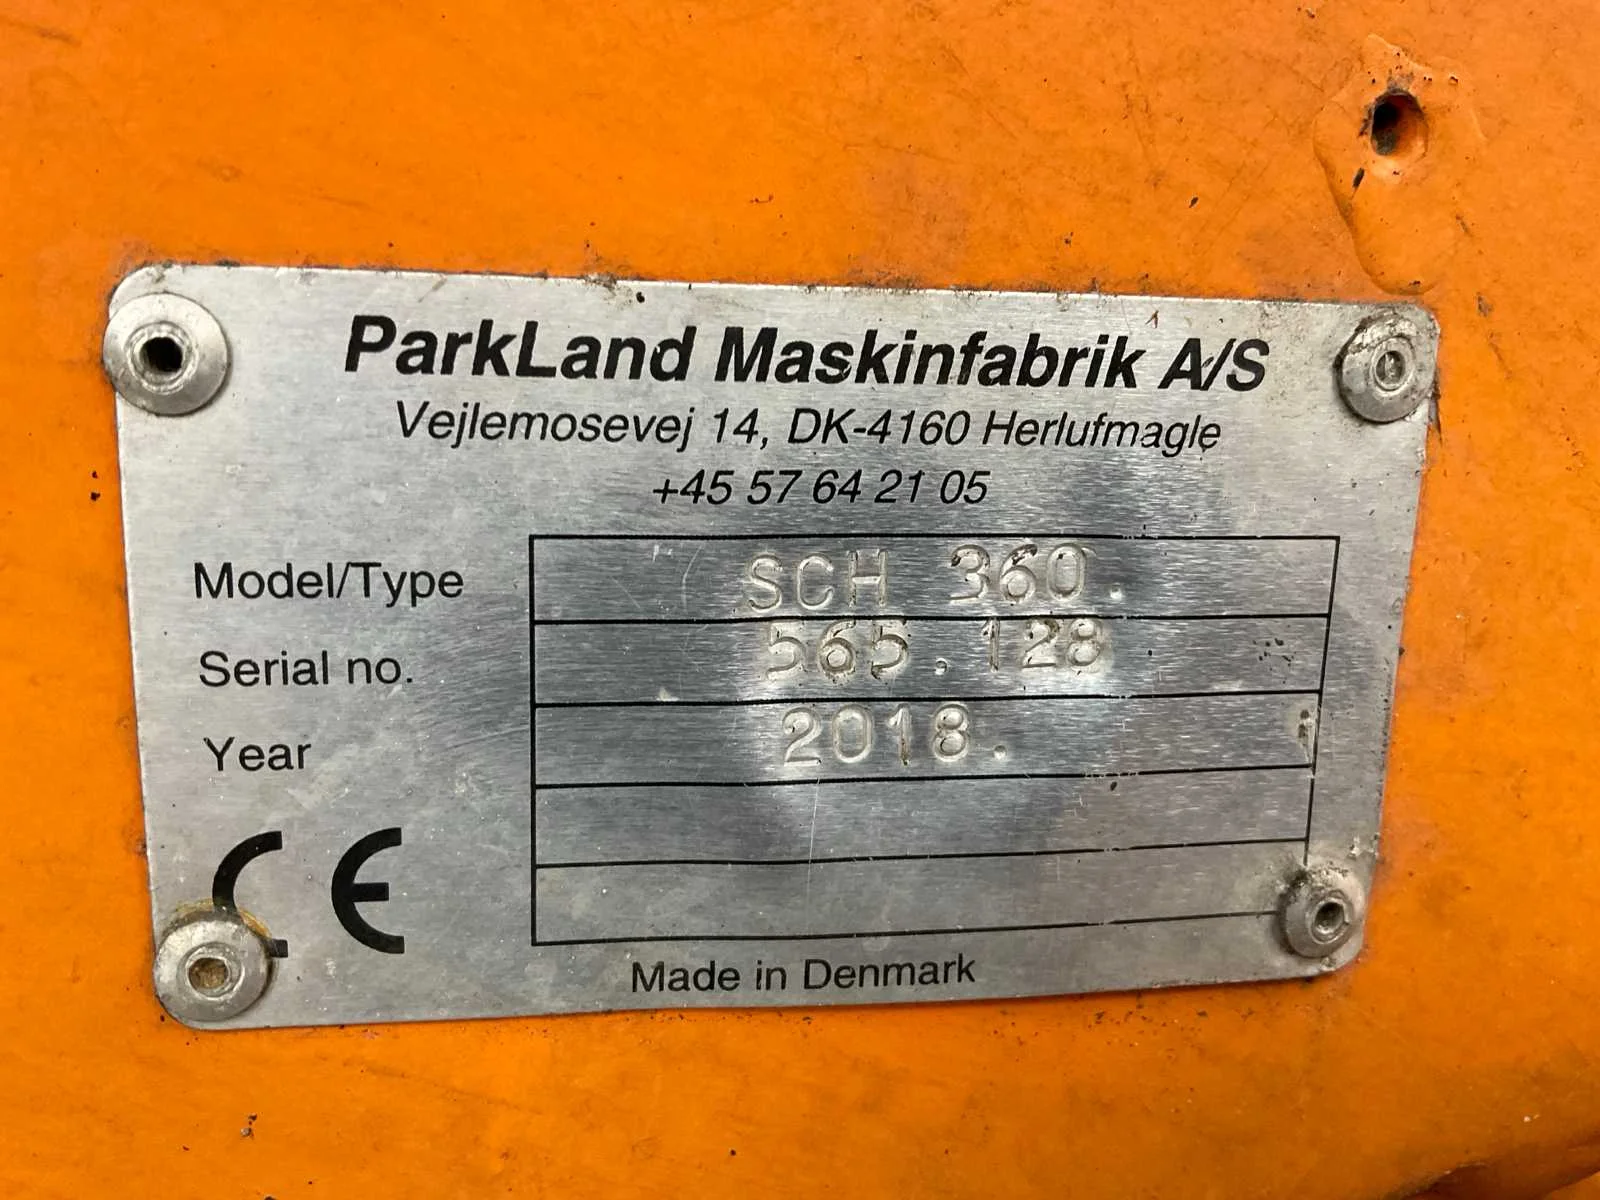 ParkLand Maskinfabrik A/S
Vejlemosevej 14, DK-4160 Herlufmagle
+45 57 64 21 05
Model/Type SCH 360.
Serial no. 565.128
Year 2018.
CE
Made in Denmark